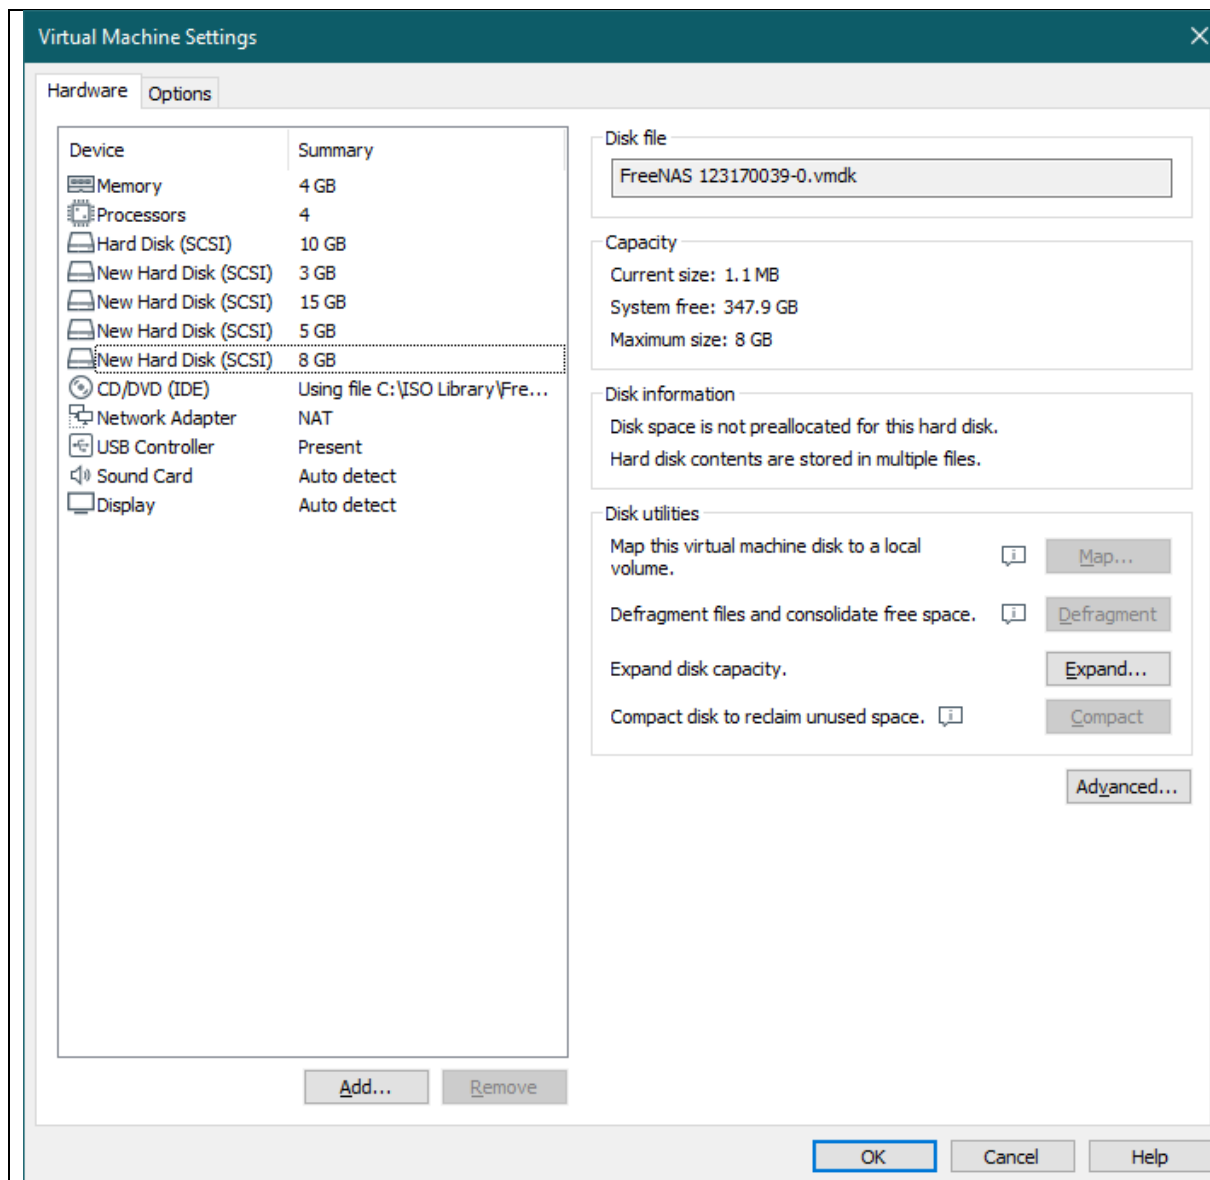 Virtual Machine Settings
Hardware Options
Device Summary
Memory 4 GB
Processors 4
Hard Disk (SCSI) 10 GB
New Hard Disk (SCSI) 3 GB
New Hard Disk (SCSI) 15 GB
New Hard Disk (SCSI) 5 GB
New Hard Disk (SCSI) 8 GB
CD/DVD (IDE) Using file C:\ISO Library\Fre...
Network Adapter NAT
USB Controller Present
Sound Card Auto detect
Display Auto detect
Add... Remove
Disk file
FreeNAS 123170039-0.vmdk
Capacity
Current size: 1.1 MB
System free: 347.9 GB
Maximum size: 8 GB
Disk information
Disk space is not preallocated for this hard disk.
Hard disk contents are stored in multiple files.
Disk utilities
Map this virtual machine disk to a local
volume.
Map...
Defragment files and consolidate free space. Defragment
Expand disk capacity. Expand...
Compact disk to reclaim unused space. Compact
Advanced...
OK Cancel Help